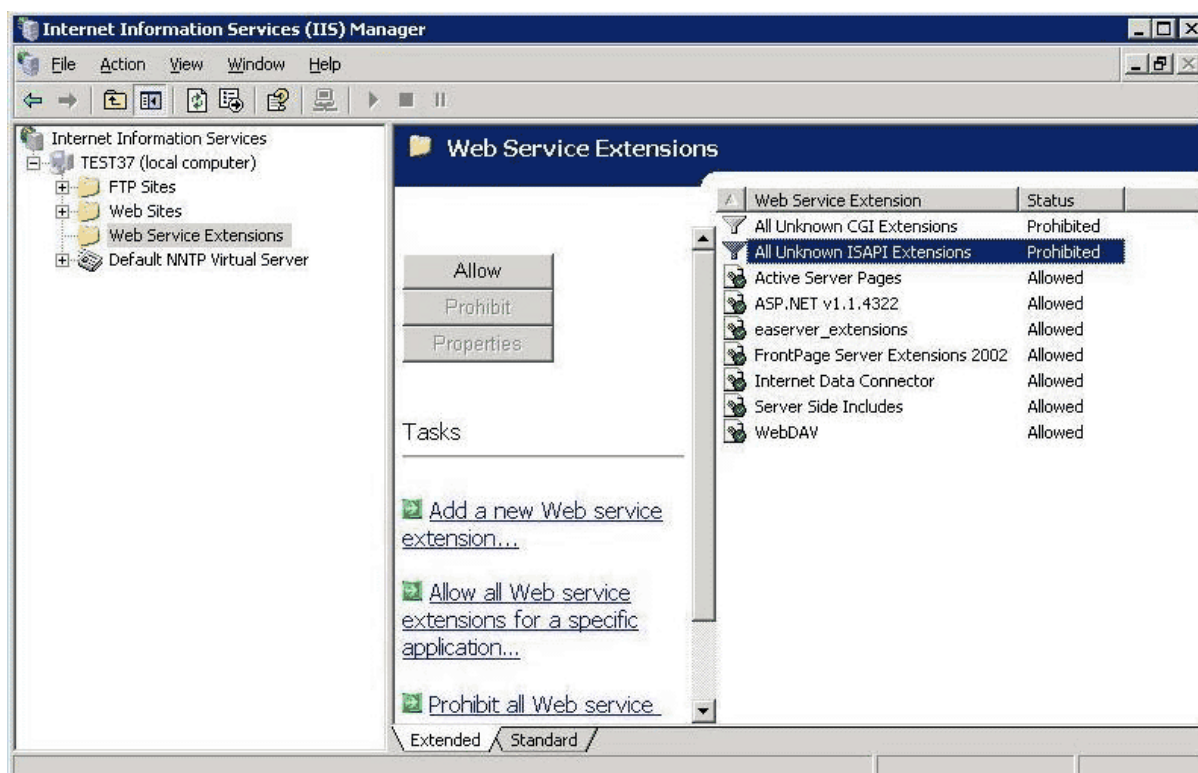 Internet Information Services (IIS) Manager
File Action View Window Help
Internet Information Services
TEST37 (local computer)
FTP Sites
Web Sites
Web Service Extensions
Default NNTP Virtual Server
Web Service Extensions
Allow
Prohibit
Properties
Tasks
Add a new Web service
extension...
Allow all Web service
extensions for a specific
application...
Prohibit all Web service
Web Service Extension Status
All Unknown CGI Extensions Prohibited
All Unknown ISAPI Extensions Prohibited
Active Server Pages Allowed
ASP.NET v1.1.4322 Allowed
easerver_extensions Allowed
FrontPage Server Extensions 2002 Allowed
Internet Data Connector Allowed
Server Side Includes Allowed
WebDAV Allowed
Extended Standard